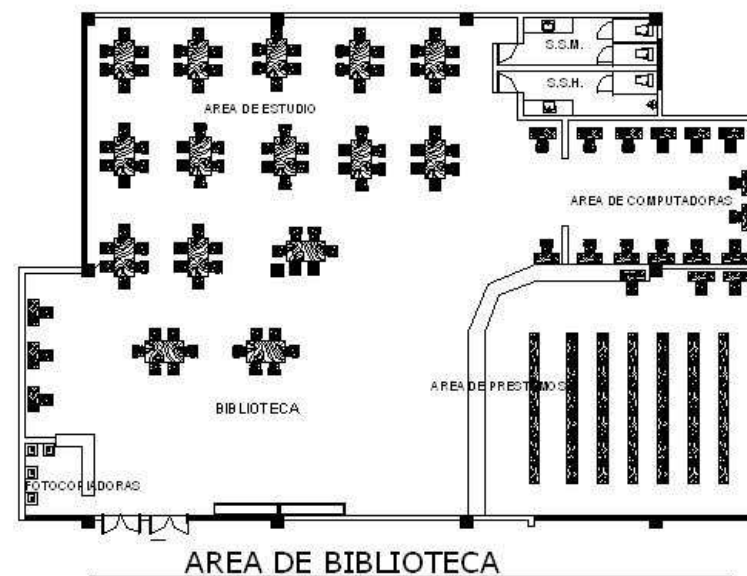 S.S.M.
S.S.H.
AREA DE ESTUDIO
AREA DE COMPUTADORAS
AREA DE PRESTAMOS
BIBLIOTECA
FOTOCOPIADORAS
AREA DE BIBLIOTECA